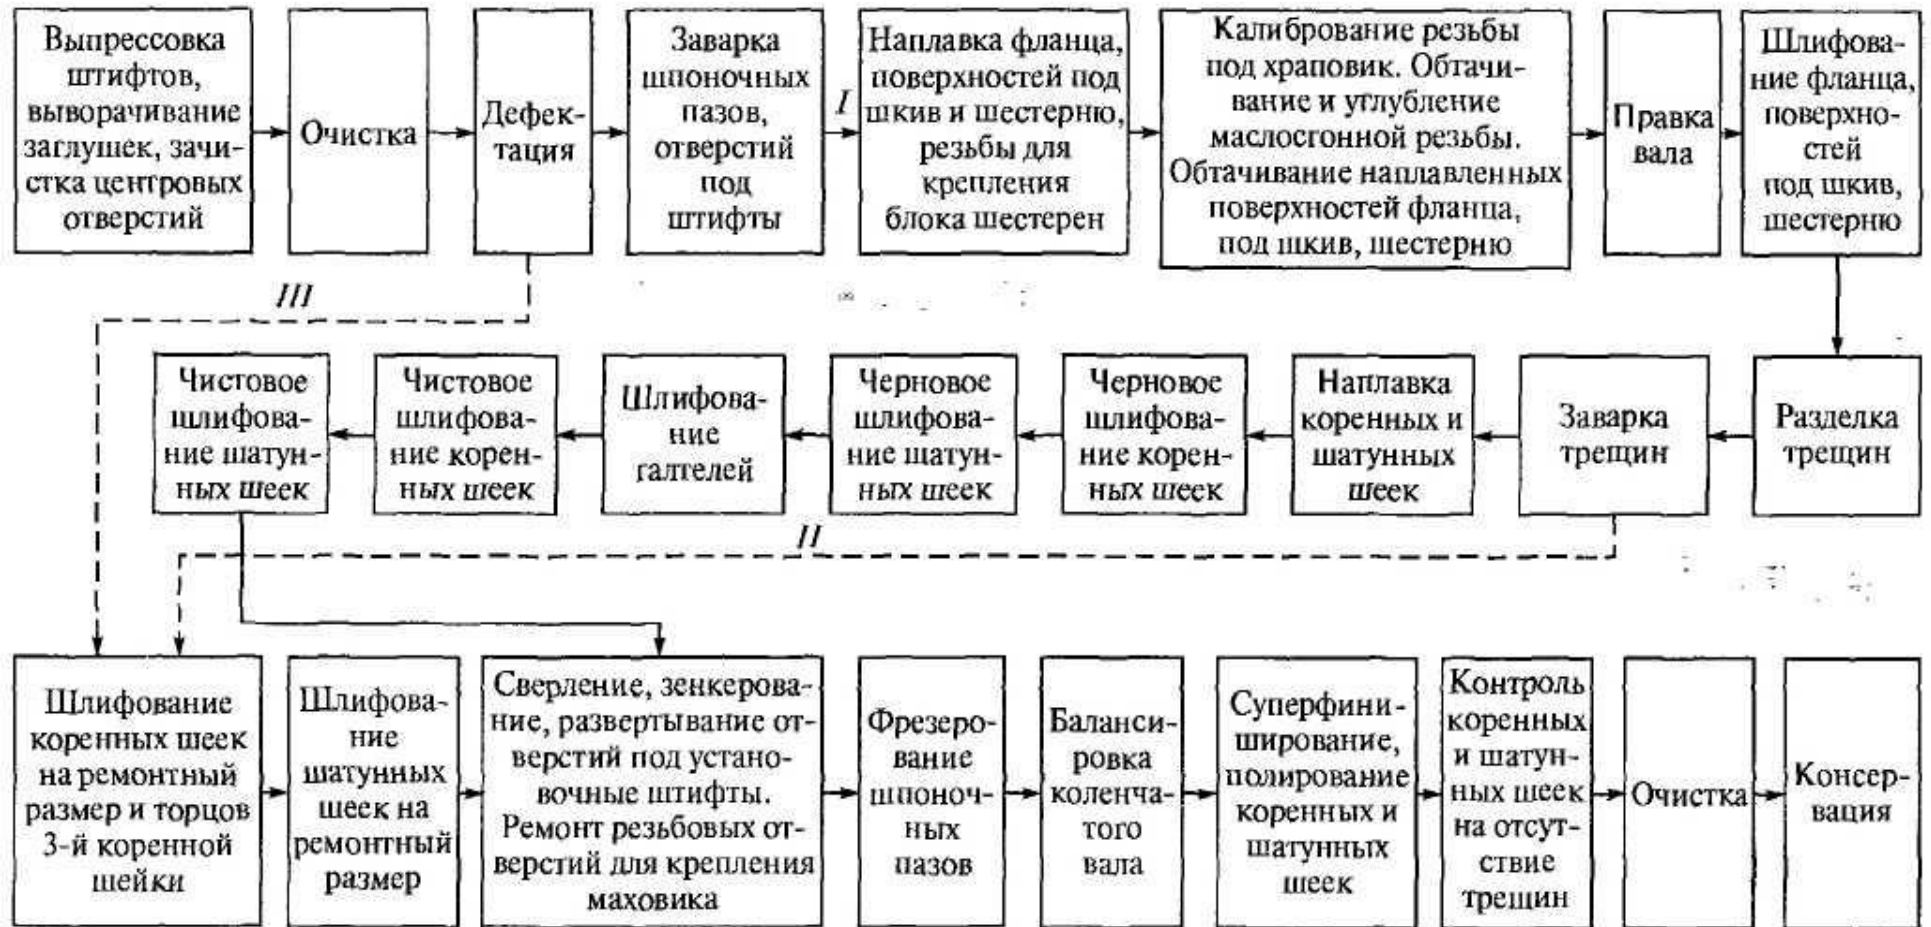 Выпрессовка
штифтов,
выворачивание
заглушек, зачи-
стка центровых
отверстий
Очистка
Дефек-
тация
Заварка
шпоночных
пазов,
отверстий
под
штифты
I
Наплавка фланца,
поверхностей под
шкив и шестерню,
резьбы для
крепления
блока шестерен
Калибрование резьбы
под храповик. Обтачи-
вание и углубление
маслосгонной резьбы.
Обтачивание наплавленных
поверхностей фланца,
под шкив, шестерню
Правка
вала
Шлифова-
ние фланца,
поверхно-
стей
под шкив,
шестерню
III
Чистовое
шлифова-
ние шатун-
ных шеек
Чистовое
шлифова-
ние корен-
ных шеек
Шлифова-
ние
галтелей
Черновое
шлифова-
ние шатун-
ных шеек
Черновое
шлифова-
ние корен-
ных шеек
Наплавка
коренных и
шатунных
шеек
Заварка
трещин
Разделка
трещин
II
Шлифование
коренных шеек
на ремонтный
размер и торцов
3-й коренной
шейки
Шлифова-
ние
шатунных
шеек на
ремонтный
размер
Сверление, зенкерова-
ние, развертывание от-
верстий под устано-
вочные штифты.
Ремонт резьбовых от-
верстий для крепления
маховика
Фрезеро-
вание
шпоноч-
ных
пазов
Баланси-
ровка
коленча-
того
вала
Суперфини-
ширование,
полирование
коренных и
шатунных
шеек
Контроль
коренных
и шатун-
ных шеек
на отсут-
ствие
трещин
Очистка
Консер-
вация